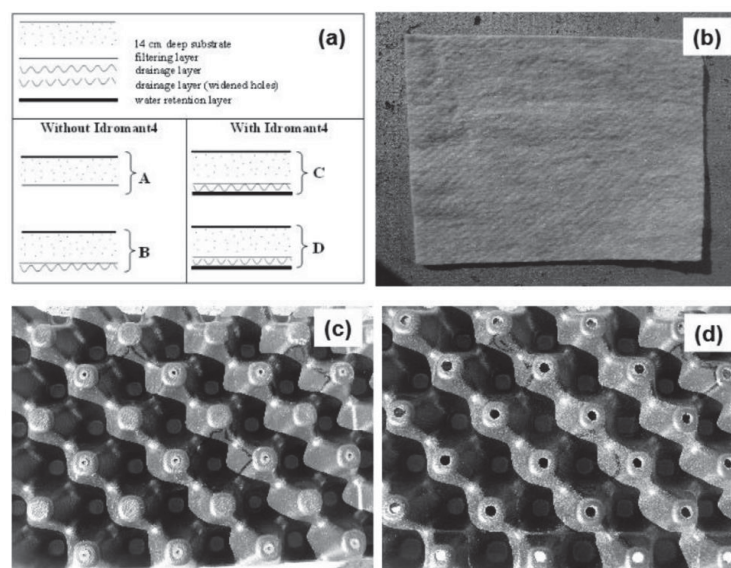 (a)
14 cm deep substrate
filtering layer
drainage layer
drainage layer (widened holes)
water retention layer
Without Idromant4
With Idromant4
A
B
C
D
(b)
(c)
(d)